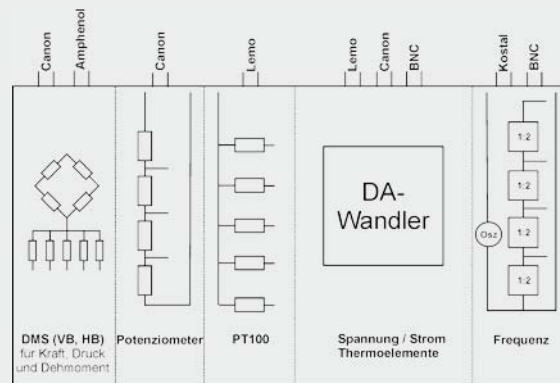 Canon
Amphenol
Canon
Lemo
Lemo
Canon
BNC
Kostal
BNC
1:2
1:2
1:2
1:2
Osz
DA-
Wandler
DMS (VB, HB)
für Kraft, Druck
und Dehmoment
Potenziometer
PT100
Spannung / Strom
Thermoelemente
Frequenz